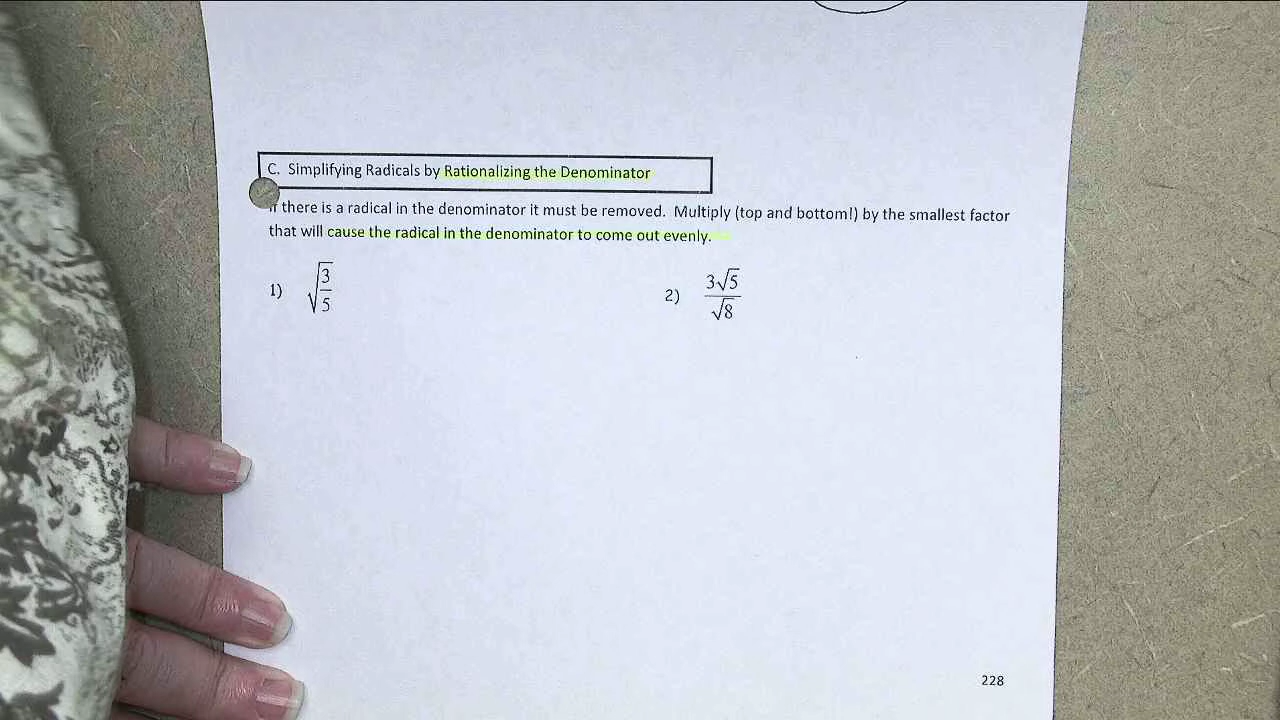 C. Simplifying Radicals by Rationalizing the Denominator
If there is a radical in the denominator it must be removed. Multiply (top and bottom!) by the smallest factor
that will cause the radical in the denominator to come out evenly.
1) √(3/5) 2) 3√5/√8
228